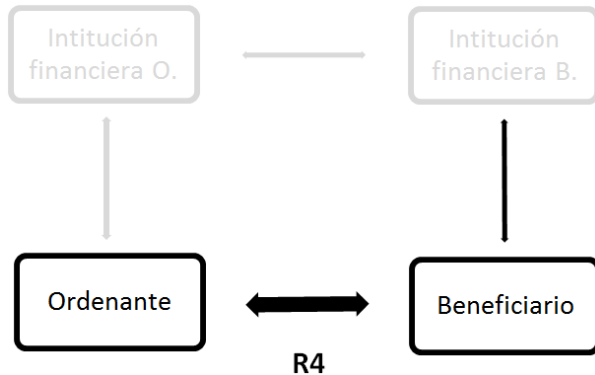 Intitución
financiera O.
Intitución
financiera B.
Ordenante
Beneficiario
R4